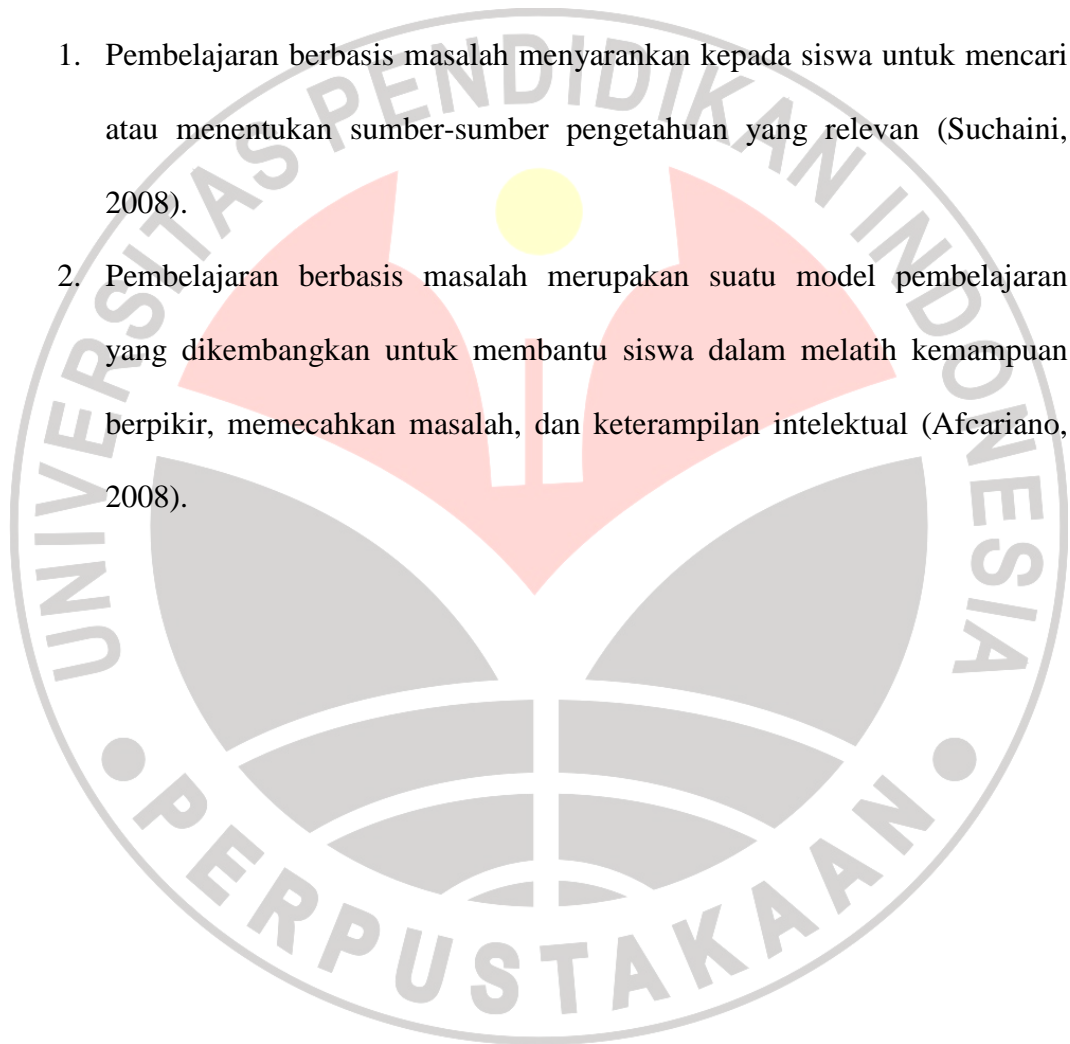 1. Pembelajaran berbasis masalah menyarankan kepada siswa untuk mencari
atau menentukan sumber-sumber pengetahuan yang relevan (Suchaini,
2008).
2. Pembelajaran berbasis masalah merupakan suatu model pembelajaran
yang dikembangkan untuk membantu siswa dalam melatih kemampuan
berpikir, memecahkan masalah, dan keterampilan intelektual (Afcariano,
2008).
UNIVERSITAS PENDIDIKAN INDONESIA
PERPUSTAKAAN